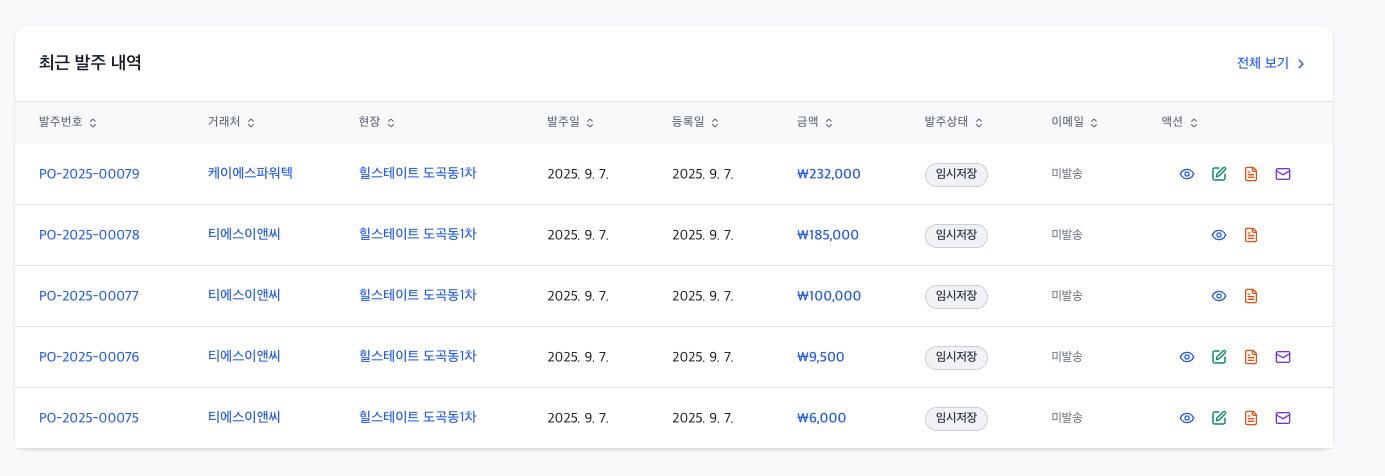 최근 발주 내역
전체 보기
발주번호 거래처 현장 발주일 등록일 금액 발주상태 이메일 액션
PO-2025-00079 케이에스파워텍 힐스테이트 도곡동1차 2025. 9. 7. 2025. 9. 7. ₩232,000 임시저장 미발송
PO-2025-00078 티에스이앤씨 힐스테이트 도곡동1차 2025. 9. 7. 2025. 9. 7. ₩185,000 임시저장 미발송
PO-2025-00077 티에스이앤씨 힐스테이트 도곡동1차 2025. 9. 7. 2025. 9. 7. ₩100,000 임시저장 미발송
PO-2025-00076 티에스이앤씨 힐스테이트 도곡동1차 2025. 9. 7. 2025. 9. 7. ₩9,500 임시저장 미발송
PO-2025-00075 티에스이앤씨 힐스테이트 도곡동1차 2025. 9. 7. 2025. 9. 7. ₩6,000 임시저장 미발송